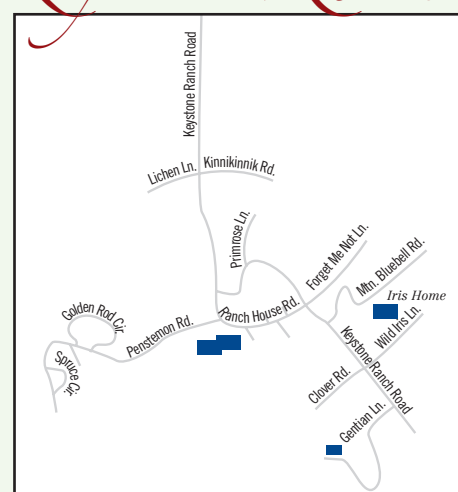 Keystone Ranch Road
Lichen Ln.
Kinnikinnik Rd.
Primrose Ln.
Forget Me Not Ln.
Mtn. Bluebell Rd.
Iris Home
Golden Rod Cir.
Ranch House Rd.
Penstemon Rd.
Wild Iris Ln.
Keystone Ranch Road
Spruce Cir.
Clover Rd.
Gentian Ln.